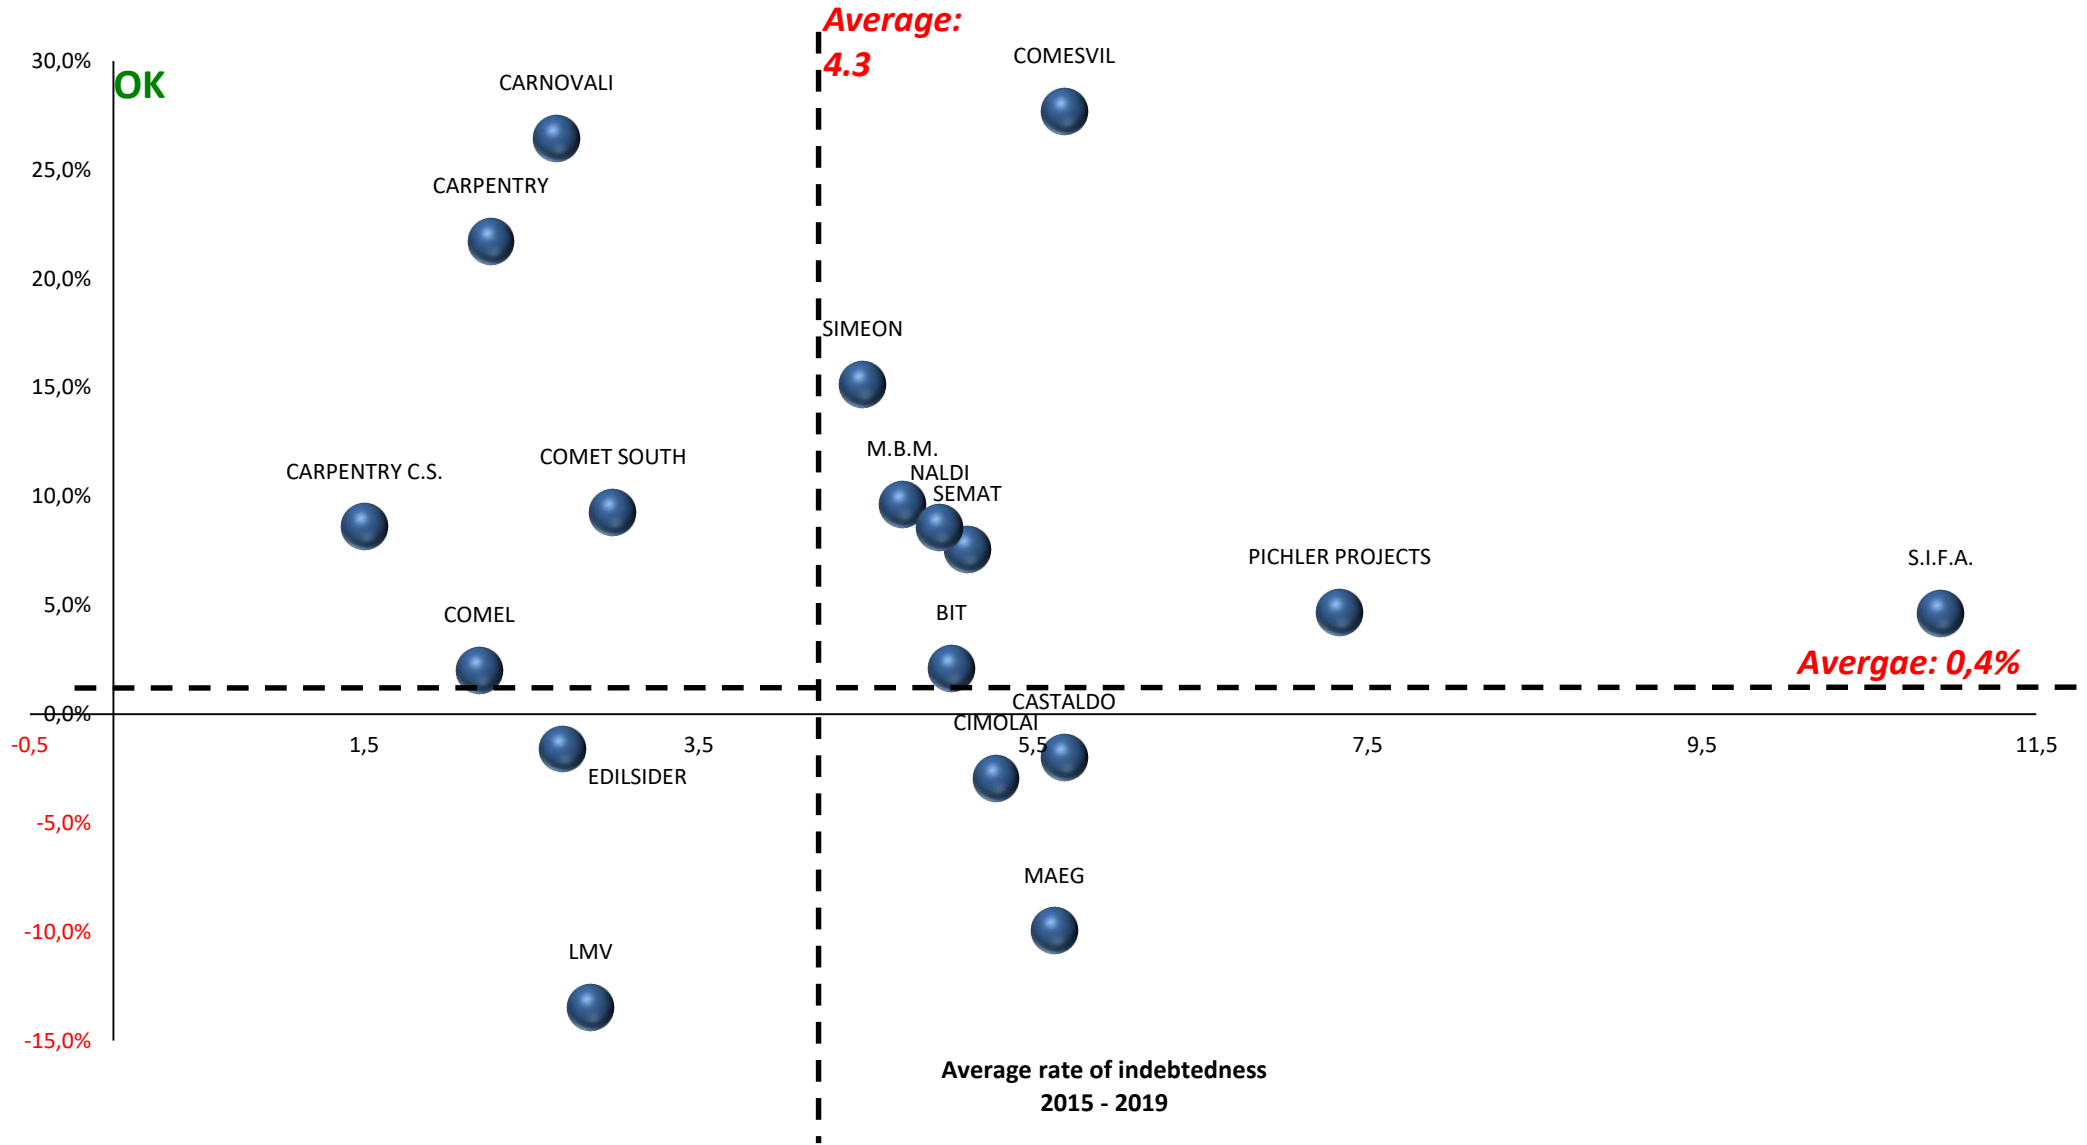 Average:
4.3
COMESVIL
30,0%
OK
CARNOVALI
25,0%
CARPENTRY
20,0%
SIMEON
15,0%
M.B.M.
COMET SOUTH
CARPENTRY C.S.
NALDI
SEMAT
10,0%
PICHLER PROJECTS
S.I.F.A.
5,0%
COMEL
BIT
Avergae: 0,4%
CASTALDO
0,0%
CIMOLAI
-0,5
1,5
3,5
5,5
7,5
9,5
11,5
EDILSIDER
-5,0%
MAEG
-10,0%
LMV
-15,0%
Average rate of indebtedness
2015 - 2019